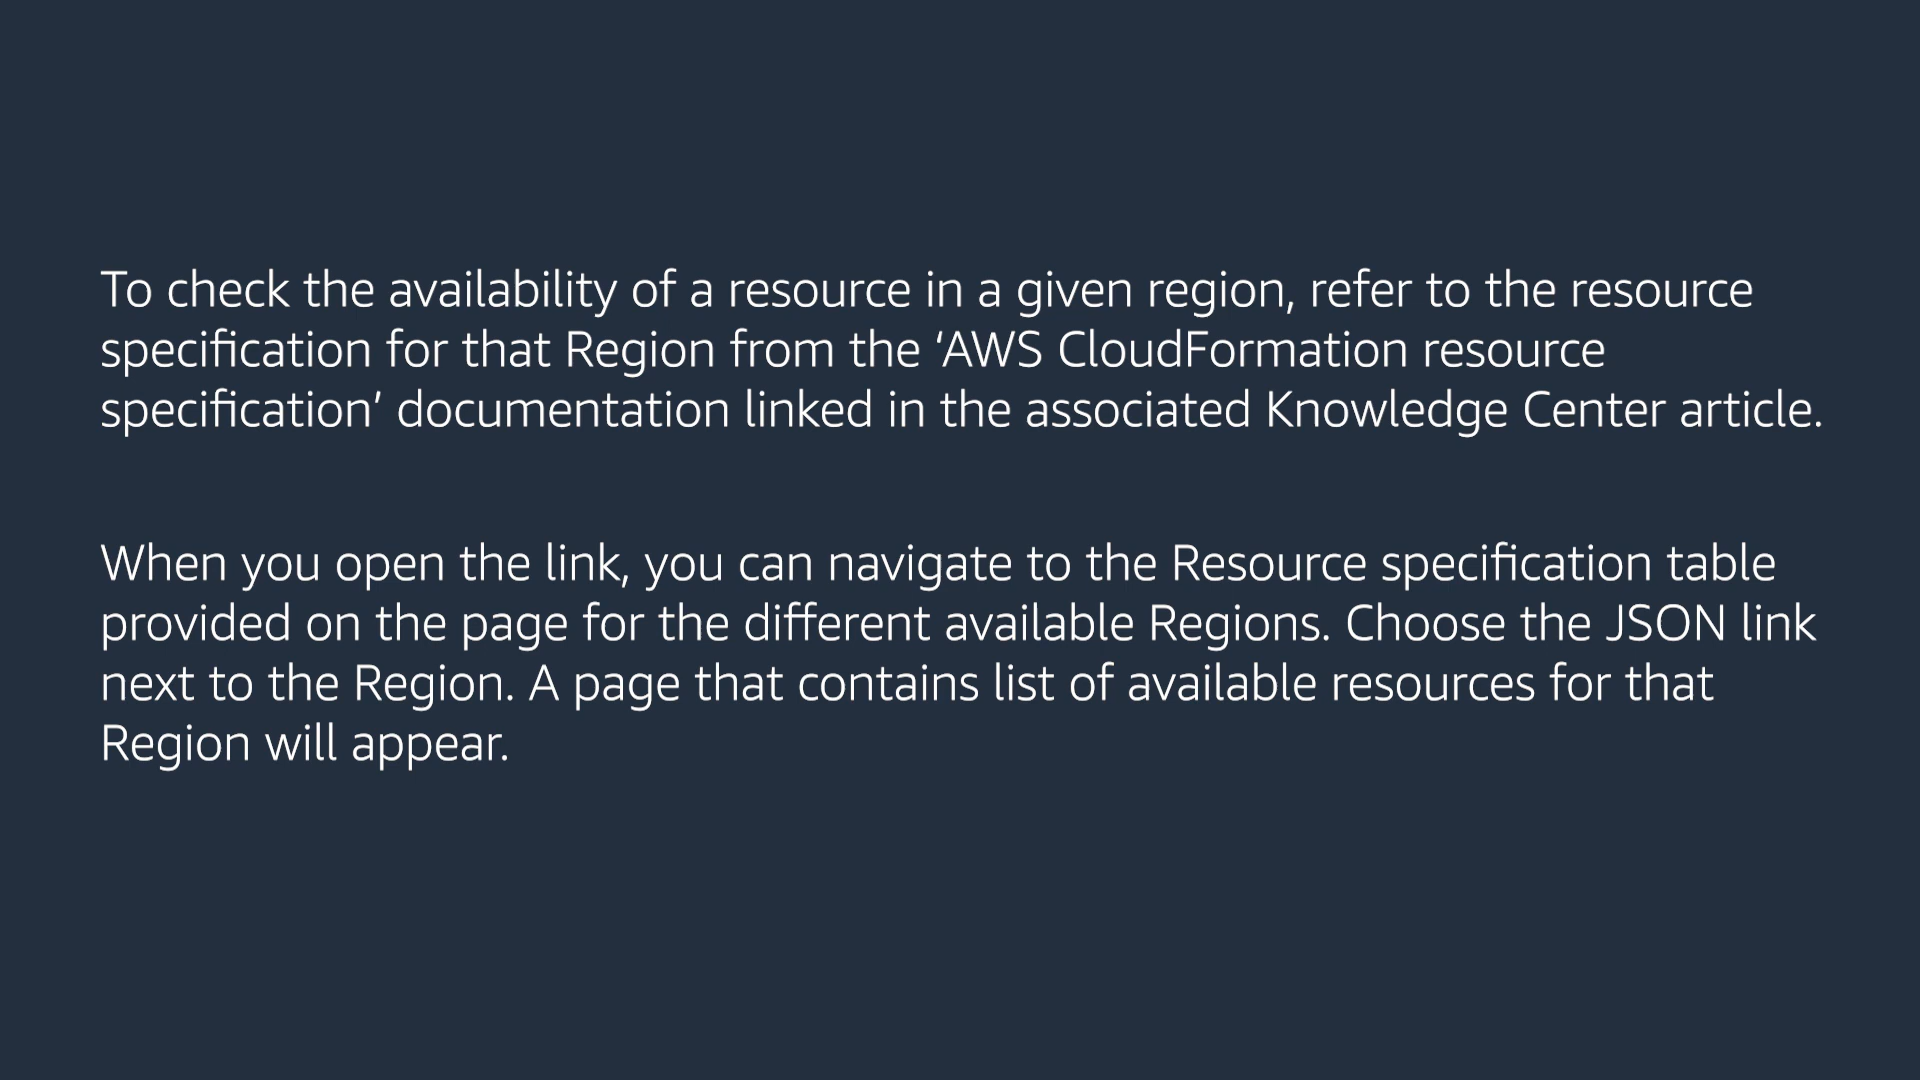 To check the availability of a resource in a given region, refer to the resource
specification for that Region from the ‘AWS CloudFormation resource
specification’ documentation linked in the associated Knowledge Center article.
When you open the link, you can navigate to the Resource specification table
provided on the page for the different available Regions. Choose the JSON link
next to the Region. A page that contains list of available resources for that
Region will appear.